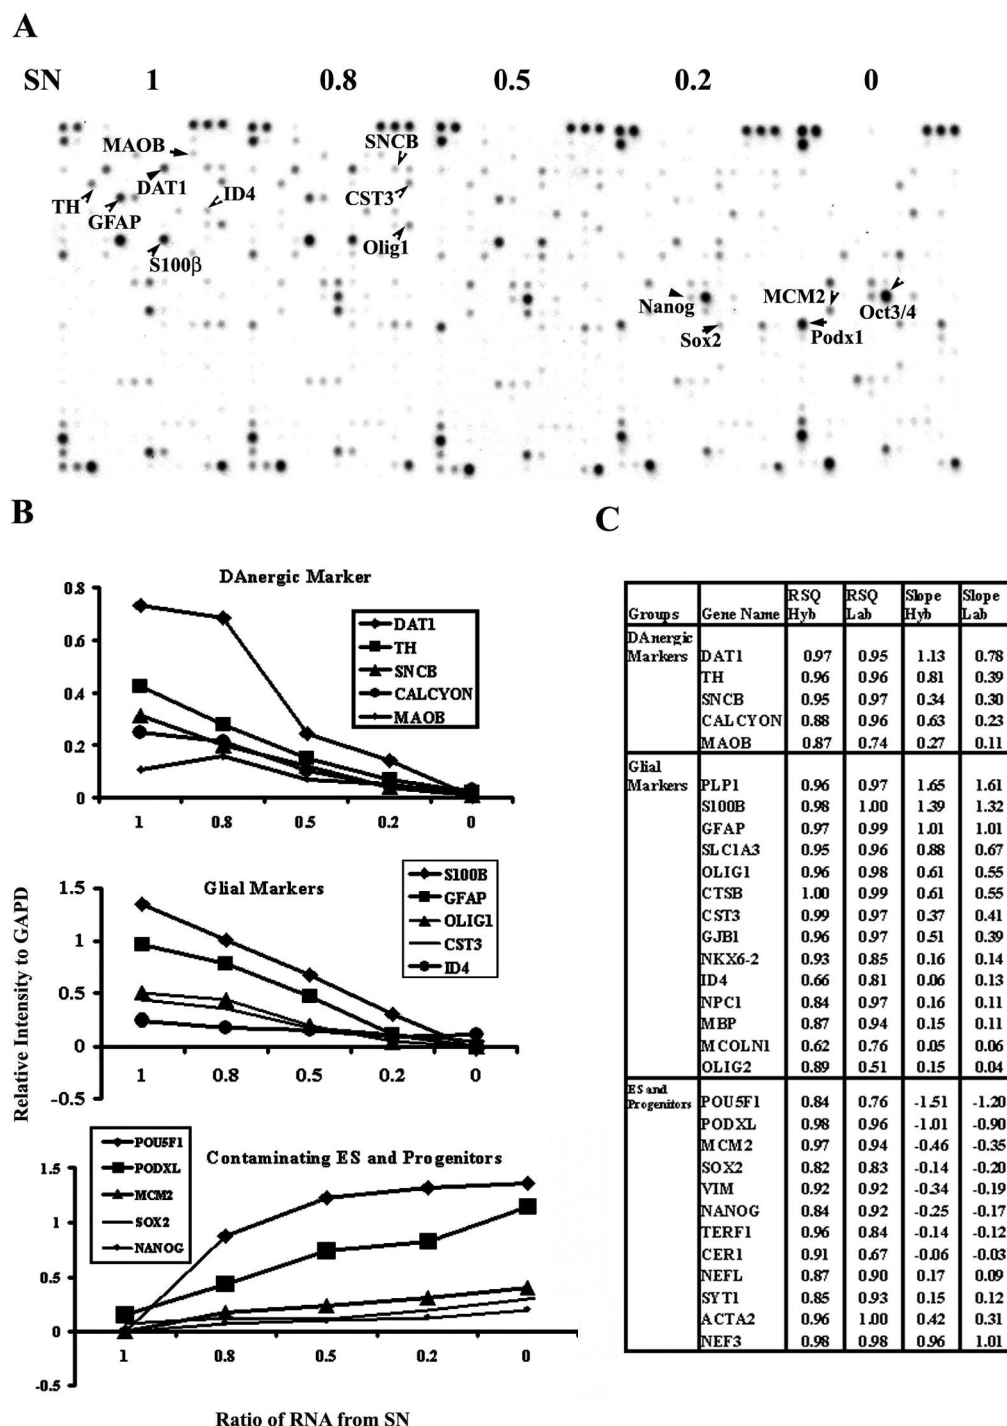 A
SN 1 0.8 0.5 0.2 0
MAOB
SNCB
DAT1
ID4
CST3
TH
GFAP
Olig1
S100β
Nanog
MCM2
Oct3/4
Sox2
Podx1
B
C
DAnergic Marker
0.8
0.6
0.4
0.2
0
DAT1
TH
SNCB
CALCYON
MAOB
1 0.8 0.5 0.2 0
Glial Markers
1.5
1
0.5
0
-0.5
S100B
GFAP
OLIG1
CST3
ID4
1 0.8 0.5 0.2 0
Relative Intensity to GAPD
Contaminating ES and Progenitors
POU5F1
PODXL
MCM2
SOX2
NANOG
1.5
1
0.5
0
-0.5
1 0.8 0.5 0.2 0
Ratio of RNA from SN
Groups Gene Name RSQ Hyb RSQ Lab Slope Hyb Slope Lab
DAnergic
Markers DAT1 0.97 0.95 1.13 0.78
TH 0.96 0.96 0.81 0.39
SNCB 0.95 0.97 0.34 0.30
CALCYON 0.88 0.96 0.63 0.23
MAOB 0.87 0.74 0.27 0.11
Glial
Markers PLP1 0.96 0.97 1.65 1.61
S100B 0.98 1.00 1.39 1.32
GFAP 0.97 0.99 1.01 1.01
SLC1A3 0.95 0.96 0.88 0.67
OLIG1 0.96 0.98 0.61 0.55
CTSB 1.00 0.99 0.61 0.55
CST3 0.99 0.97 0.37 0.41
GJB1 0.96 0.97 0.51 0.39
NKX6-2 0.93 0.85 0.16 0.14
ID4 0.66 0.81 0.06 0.13
NPC1 0.84 0.97 0.16 0.11
MBP 0.87 0.94 0.15 0.11
MCOLN1 0.62 0.76 0.05 0.06
OLIG2 0.89 0.51 0.15 0.04
ES and
Progenitors POU5F1 0.84 0.76 -1.51 -1.20
PODXL 0.98 0.96 -1.01 -0.90
MCM2 0.97 0.94 -0.46 -0.35
SOX2 0.82 0.83 -0.14 -0.20
VIM 0.92 0.92 -0.34 -0.19
NANOG 0.84 0.92 -0.25 -0.17
TERF1 0.96 0.84 -0.14 -0.12
CER1 0.91 0.67 -0.06 -0.03
NEFL 0.87 0.90 0.17 0.09
SYT1 0.85 0.93 0.15 0.12
ACTA2 0.96 1.00 0.42 0.31
NEF3 0.98 0.98 0.96 1.01